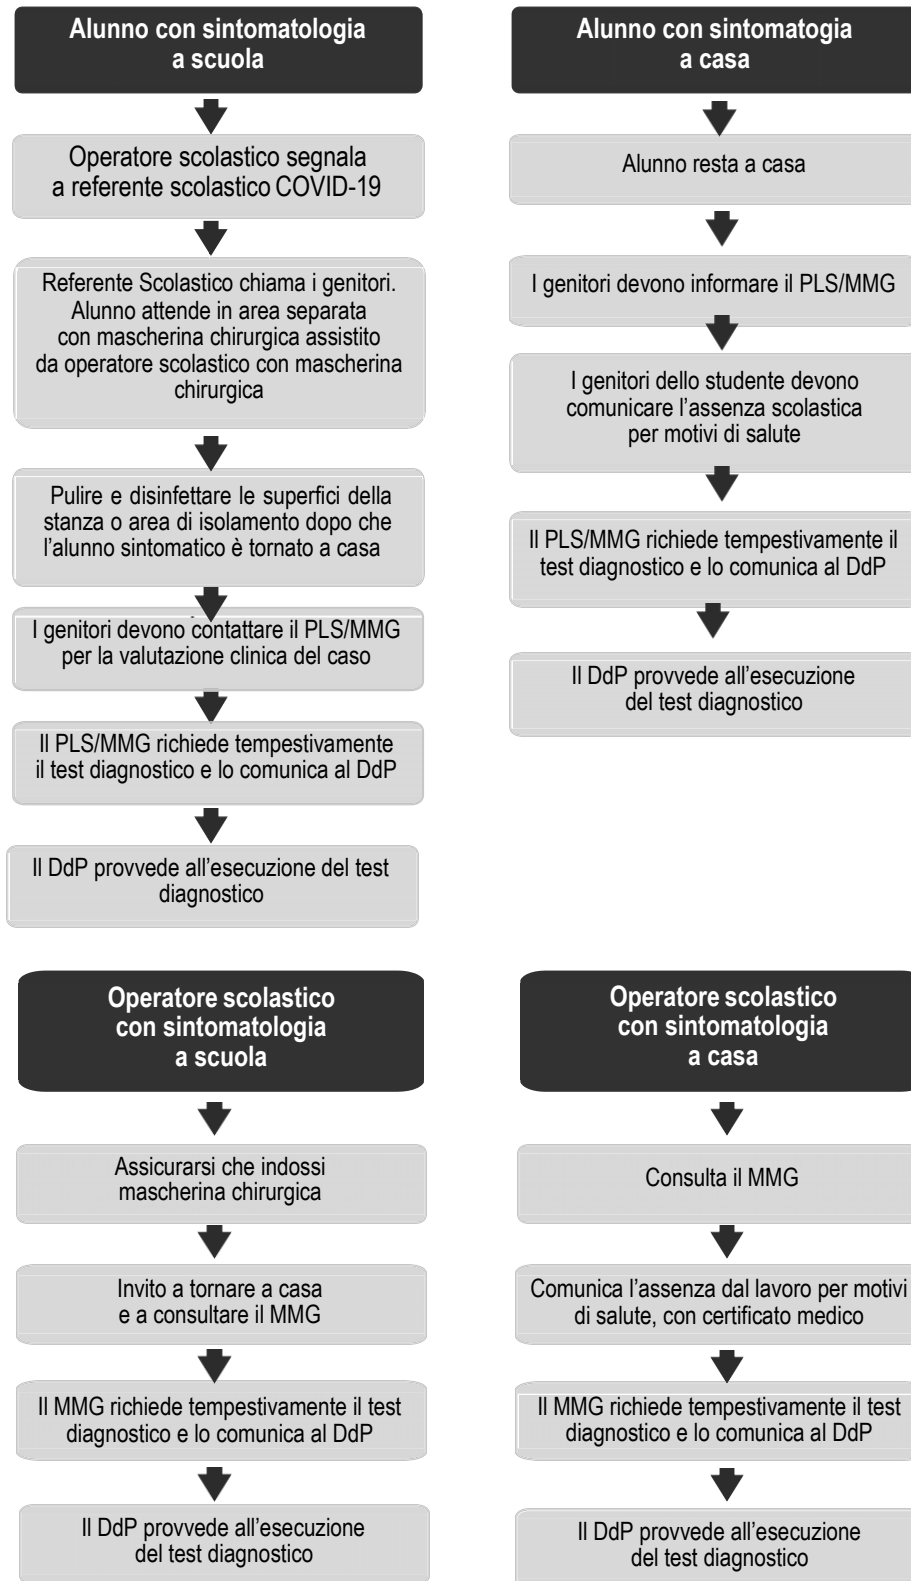 Alunno con sintomatologia
a scuola
Operatore scolastico segnala
a referente scolastico COVID-19
Referente Scolastico chiama i genitori.
Alunno attende in area separata
con mascherina chirurgica assistito
da operatore scolastico con mascherina
chirurgica
Pulire e disinfettare le superfici della
stanza o area di isolamento dopo che
l'alunno sintomatico è tornato a casa
I genitori devono contattare il PLS/MMG
per la valutazione clinica del caso
Il PLS/MMG richiede tempestivamente
il test diagnostico e lo comunica al DdP
Il DdP provvede all'esecuzione del test
diagnostico
Alunno con sintomatogia
a casa
Alunno resta a casa
I genitori devono informare il PLS/MMG
I genitori dello studente devono
comunicare l'assenza scolastica
per motivi di salute
Il PLS/MMG richiede tempestivamente il
test diagnostico e lo comunica al DdP
Il DdP provvede all'esecuzione
del test diagnostico
Operatore scolastico
con sintomatologia
a scuola
Assicurarsi che indossi
mascherina chirurgica
Invito a tornare a casa
e a consultare il MMG
Il MMG richiede tempestivamente il test
diagnostico e lo comunica al DdP
Il DdP provvede all'esecuzione
del test diagnostico
Operatore scolastico
con sintomatologia
a casa
Consulta il MMG
Comunica l'assenza dal lavoro per motivi
di salute, con certificato medico
Il MMG richiede tempestivamente il test
diagnostico e lo comunica al DdP
Il DdP provvede all'esecuzione
del test diagnostico